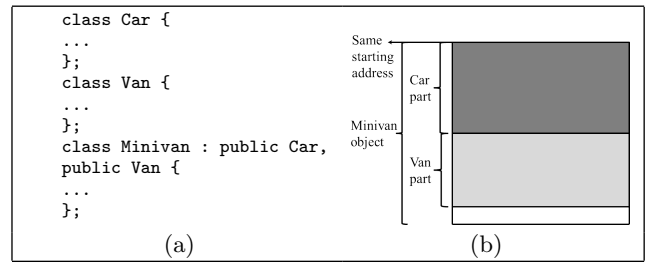 class Car {
...
};
class Van {
...
};
class Minivan : public Car,
public Van {
...
};
(a)
Same
starting
address
Car
part
Minivan
object
Van
part
(b)